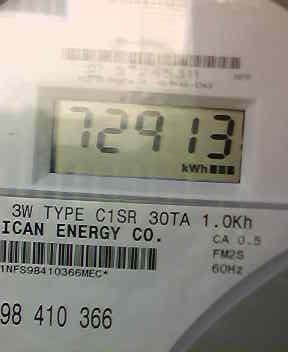 72913
kWh
3W TYPE C1SR 30TA 1.0Kh
ICAN ENERGY CO.
CA 0.5
FM2S
60Hz
1NFS98410366MEC*
98 410 366